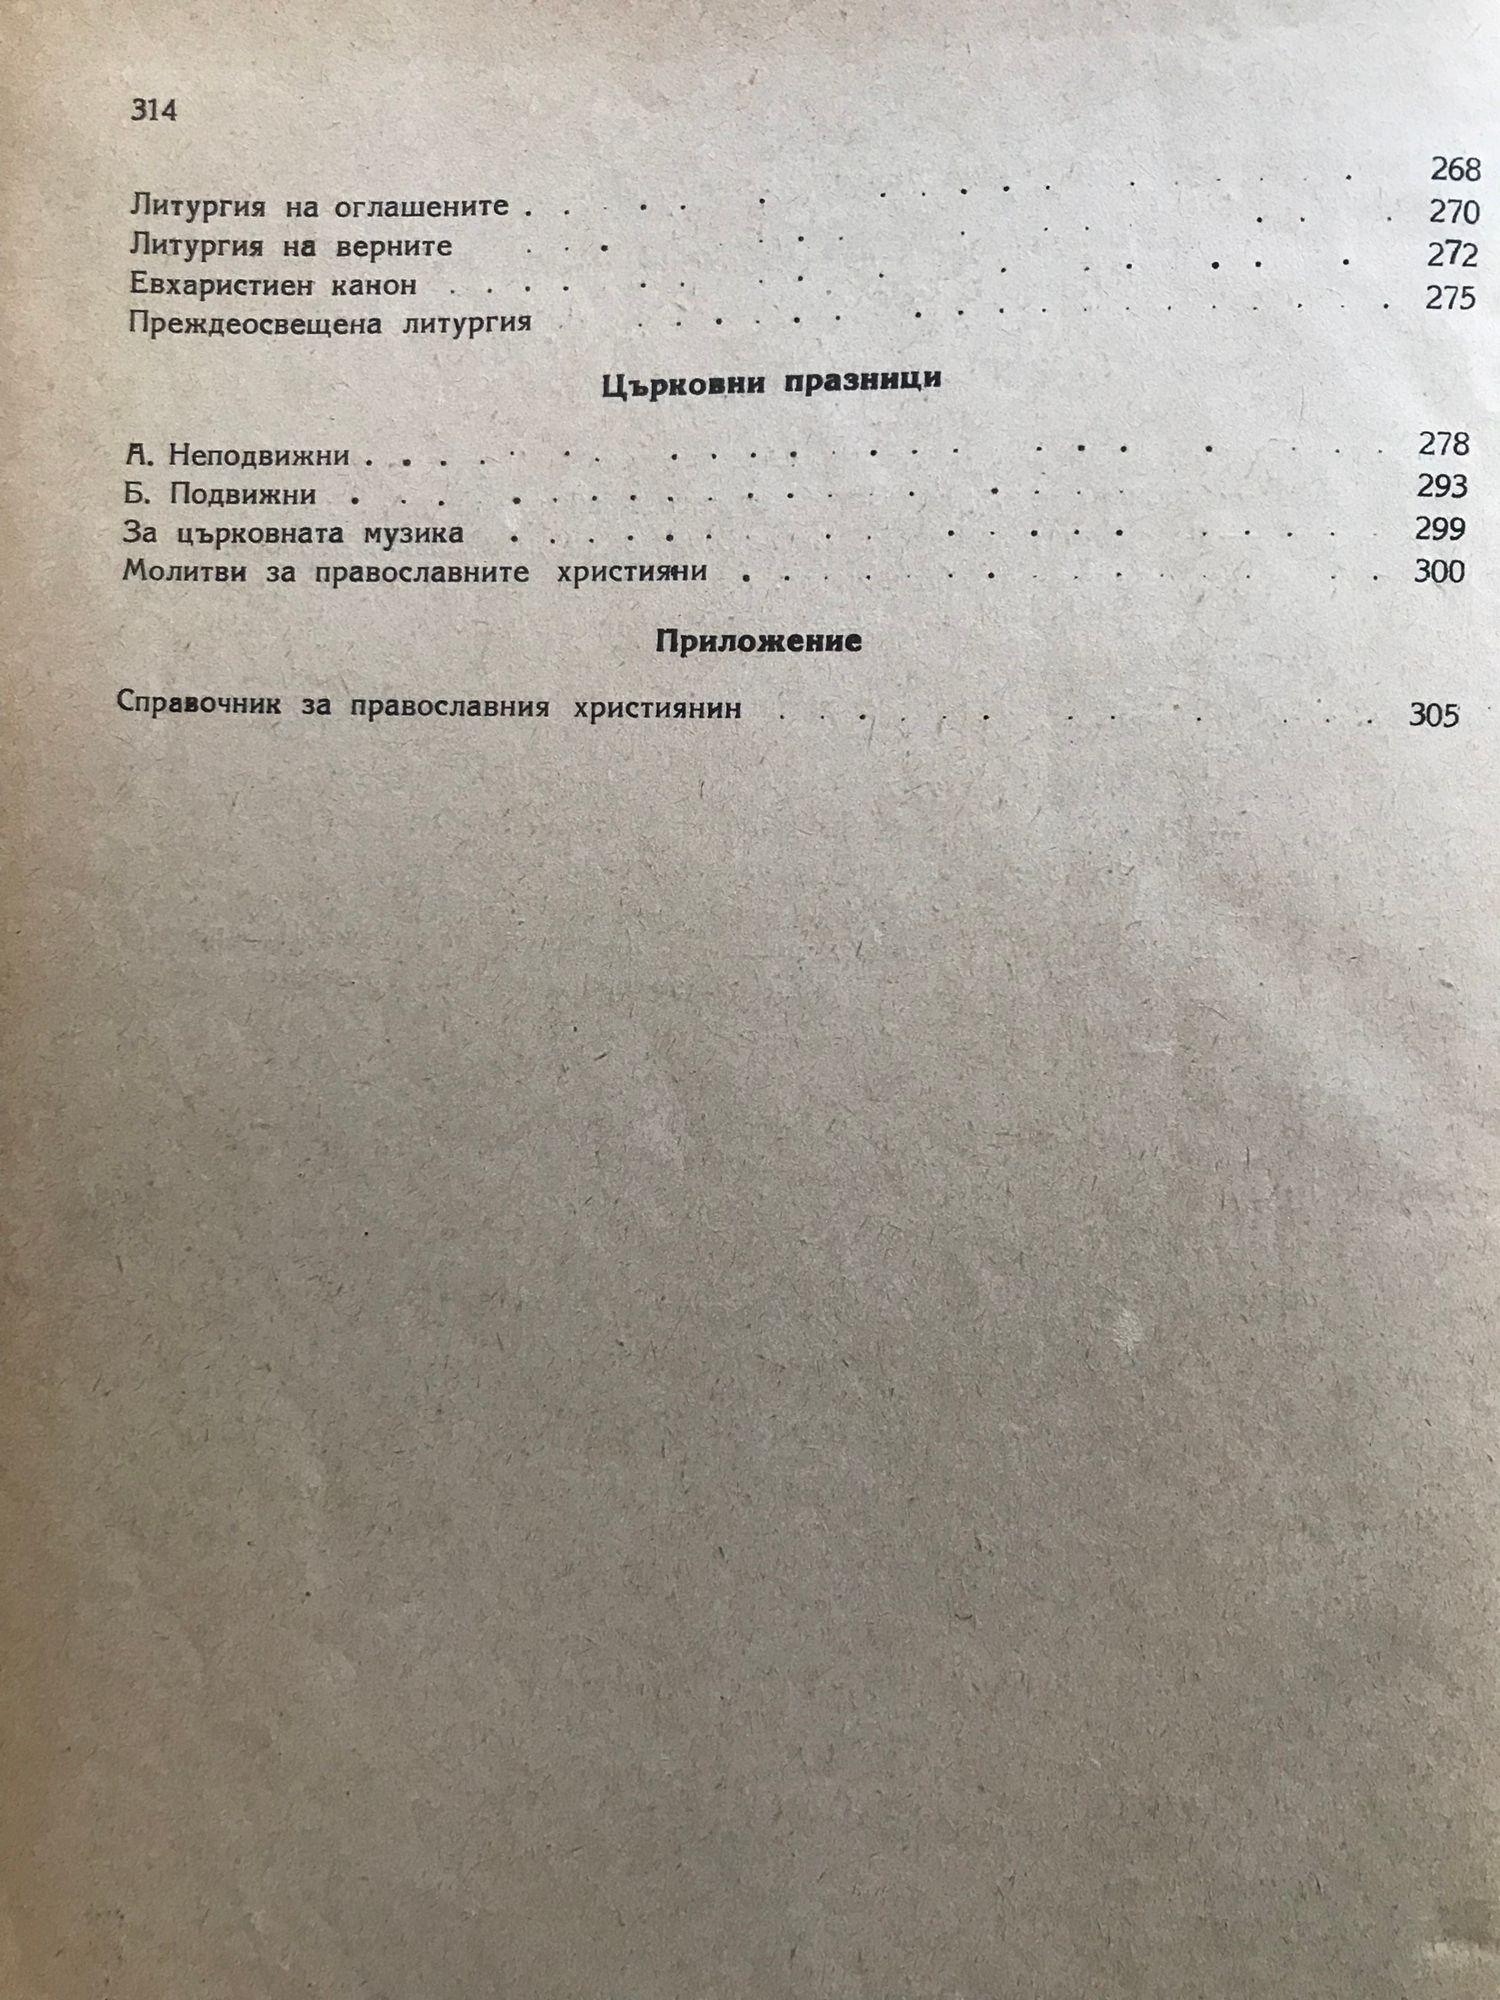 314
Литургия на оглашените . . . . . . . . . . . . . . . . 268
Литургия на верните . . . . . . . . . . . . . . . . 270
Евхаристиен канон . . . . . . . . . . . . . . . . 272
Преждеосвещена литургия . . . . . . . . . . . . . . . . 275
Църковни празници
А. Неподвижни . . . . . . . . . . . . . . . . 278
Б. Подвижни . . . . . . . . . . . . . . . . 293
За църковната музика . . . . . . . . . . . . . . . . 299
Молитви за православните християни . . . . . . . . . . . . . 300
Приложение
Справочник за православния християнин . . . . . . . . . . . . 305